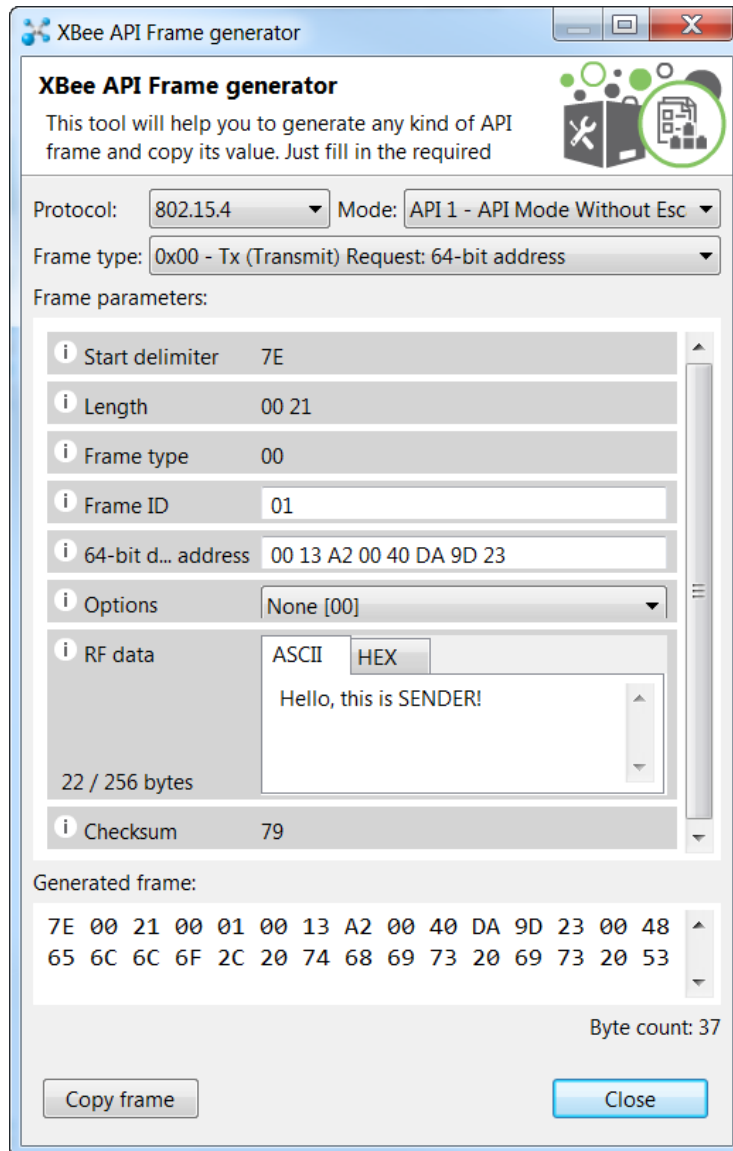 XBee API Frame generator
XBee API Frame generator
This tool will help you to generate any kind of API
frame and copy its value. Just fill in the required
Protocol: 802.15.4 Mode: API 1 - API Mode Without Esc
Frame type: 0x00 - Tx (Transmit) Request: 64-bit address
Frame parameters:
i Start delimiter 7E
i Length 00 21
i Frame type 00
i Frame ID 01
i 64-bit d... address 00 13 A2 00 40 DA 9D 23
i Options None [00]
i RF data ASCII HEX
Hello, this is SENDER!
22 / 256 bytes
i Checksum 79
Generated frame:
7E 00 21 00 01 00 13 A2 00 40 DA 9D 23 00 48
65 6C 6C 6F 2C 20 74 68 69 73 20 69 73 20 53
Byte count: 37
Copy frame Close